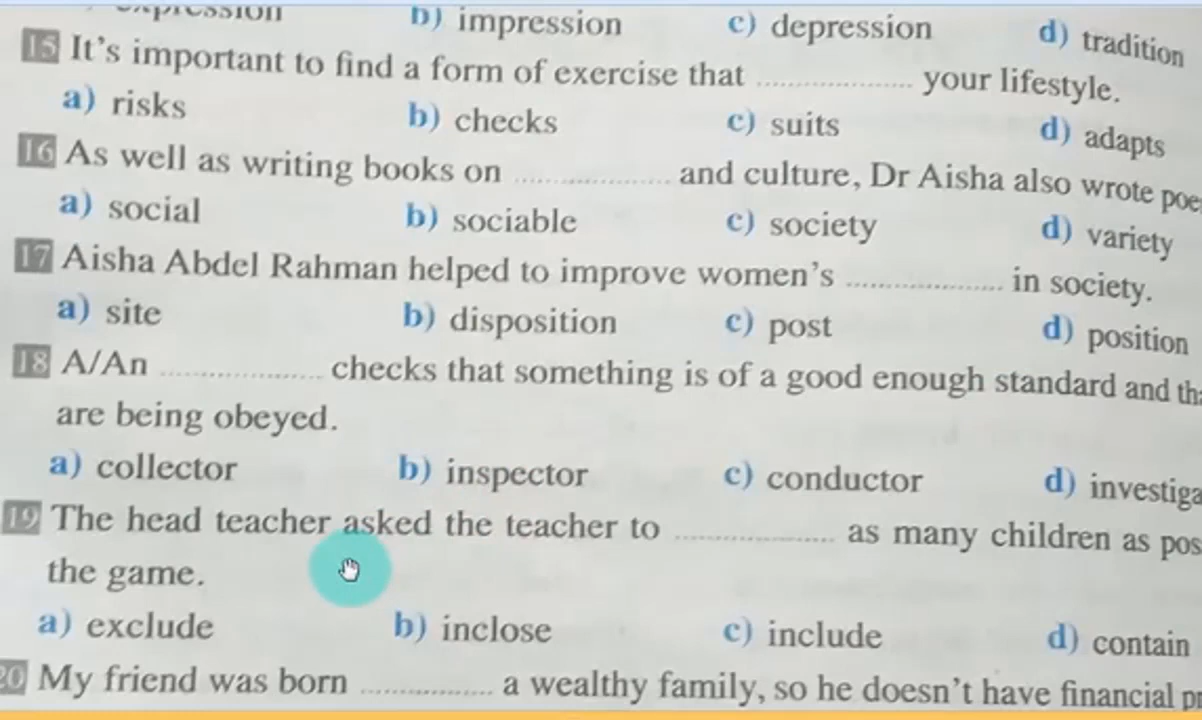 b) impression c) depression d) tradition
15 It's important to find a form of exercise that .................. your lifestyle.
a) risks b) checks c) suits d) adapts
16 As well as writing books on .................. and culture, Dr Aisha also wrote
a) social b) sociable c) society d) variety
17 Aisha Abdel Rahman helped to improve women's .................. in society.
a) site b) disposition c) post d) position
18 A/An .................. checks that something is of a good enough standard and
are being obeyed.
a) collector b) inspector c) conductor d)
19 The head teacher asked the teacher to .................. as many children as
the game.
a) exclude b) inclose c) include d) contain
20 My friend was born .................. a wealthy family, so he doesn't have financial